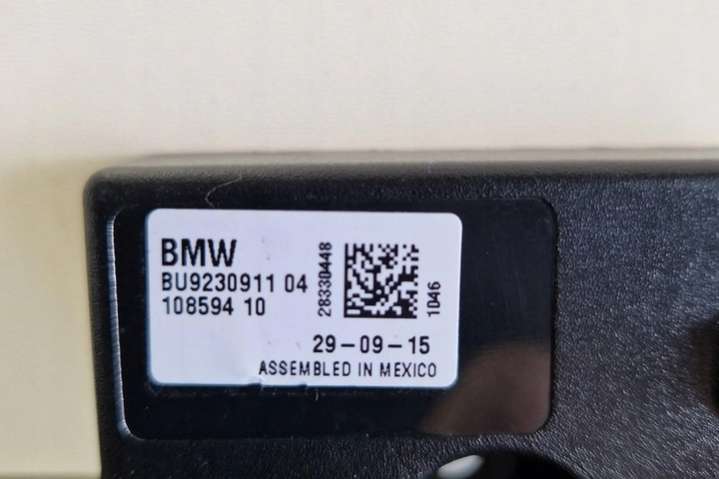 BMW
BU9230911 04
108594 10
28330448
1046
29-09-15
ASSEMBLED IN MEXICO